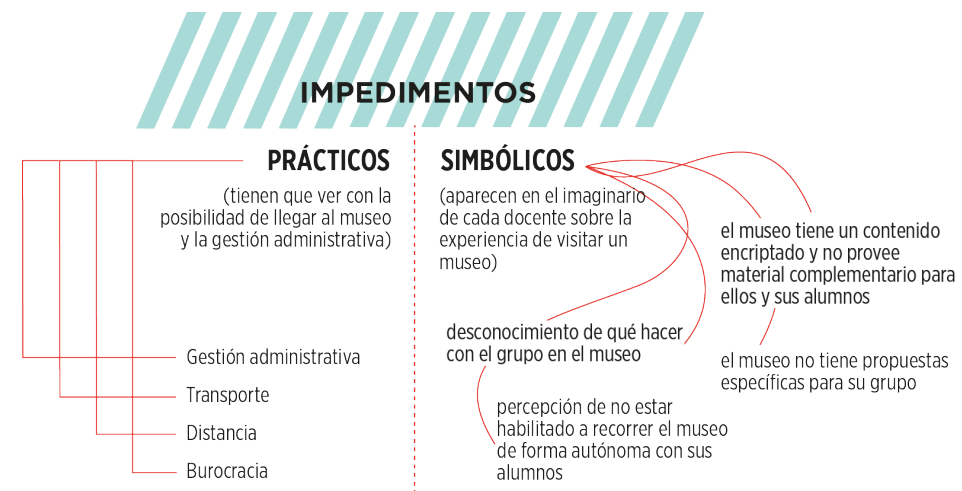 IMPEDIMENTOS
PRÁCTICOS
(tienen que ver con la
posibilidad de llegar al museo
y la gestión administrativa)
Gestión administrativa
Transporte
Distancia
Burocracia
SIMBÓLICOS
(aparecen en el imaginario
de cada docente sobre la
experiencia de visitar un
museo)
desconocimiento de qué hacer
con el grupo en el museo
percepción de no estar
habilitado a recorrer el museo
de forma autónoma con sus
alumnos
el museo tiene un contenido
encriptado y no provee
material complementario para
ellos y sus alumnos
el museo no tiene propuestas
específicas para su grupo